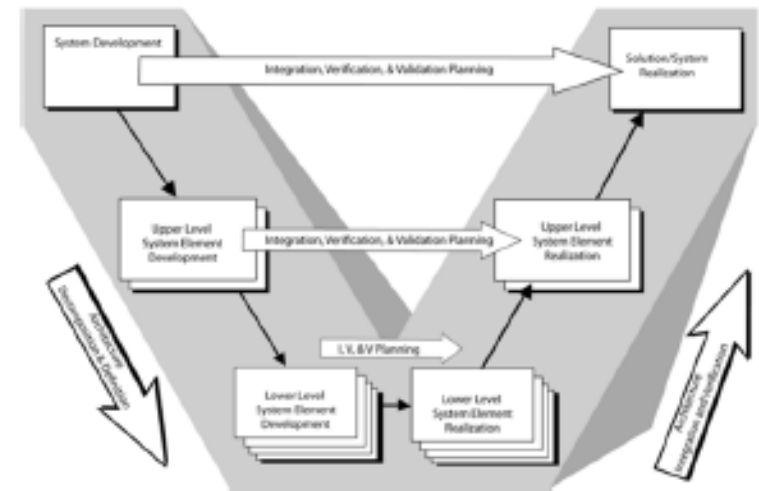 System Development
Integration, Verification, & Validation Planning
Solution/System
Realization
Upper Level
System Element
Development
Integration, Verification, & Validation Planning
Upper Level
System Element
Realization
Architecture
Decomposition & Definition
I, V, & V Planning
Lower Level
System Element
Development
Lower Level
System Element
Realization
Architecture
Integration and Verification